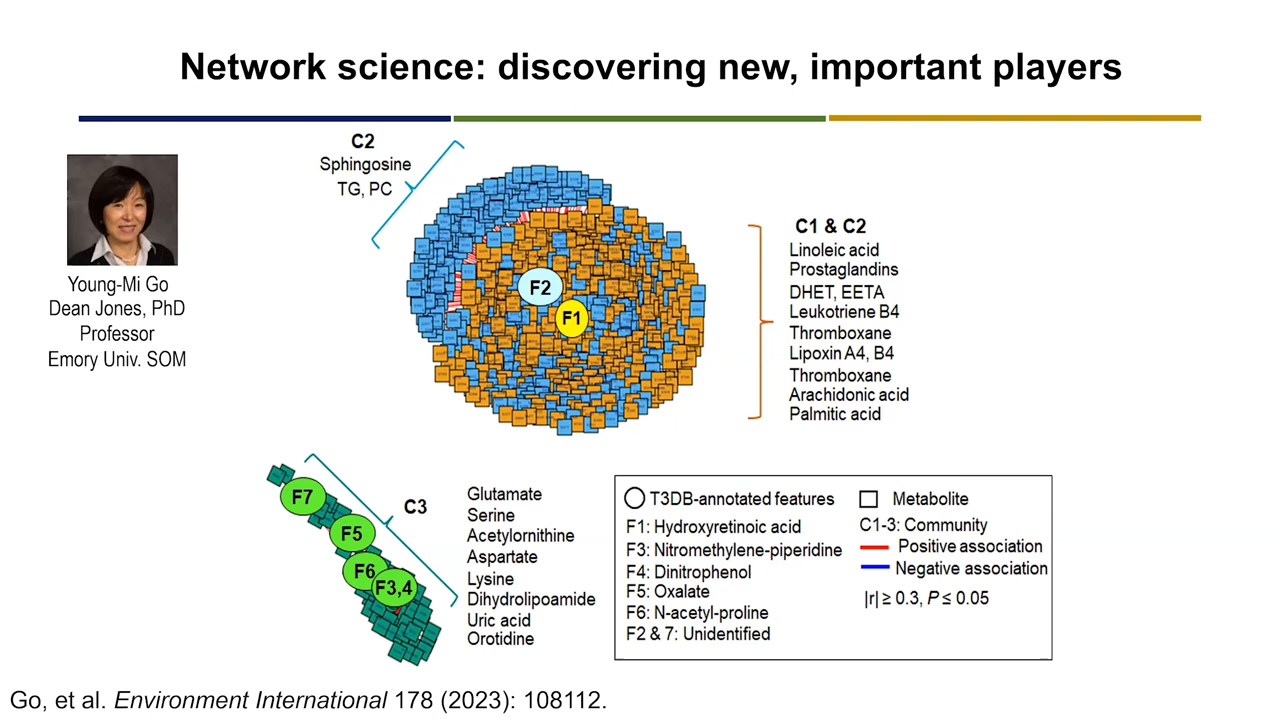 Network science: discovering new, important players
Young-Mi Go
Dean Jones, PhD
Professor
Emory Univ. SOM
C2
Sphingosine
TG, PC
F2
F1
C1 & C2
Linoleic acid
Prostaglandins
DHET, EETA
Leukotriene B4
Thromboxane
Lipoxin A4, B4
Thromboxane
Arachidonic acid
Palmitic acid
F7
F5
F6
F3,4
C3
Glutamate
Serine
Acetylornithine
Aspartate
Lysine
Dihydrolipoamide
Uric acid
Orotidine
T3DB-annotated features
F1: Hydroxyretinoic acid
F3: Nitromethylene-piperidine
F4: Dinitrophenol
F5: Oxalate
F6: N-acetyl-proline
F2 & 7: Unidentified
Metabolite
C1-3: Community
Positive association
Negative association
|r| ≥ 0.3, P ≤ 0.05
Go, et al. Environment International 178 (2023): 108112.